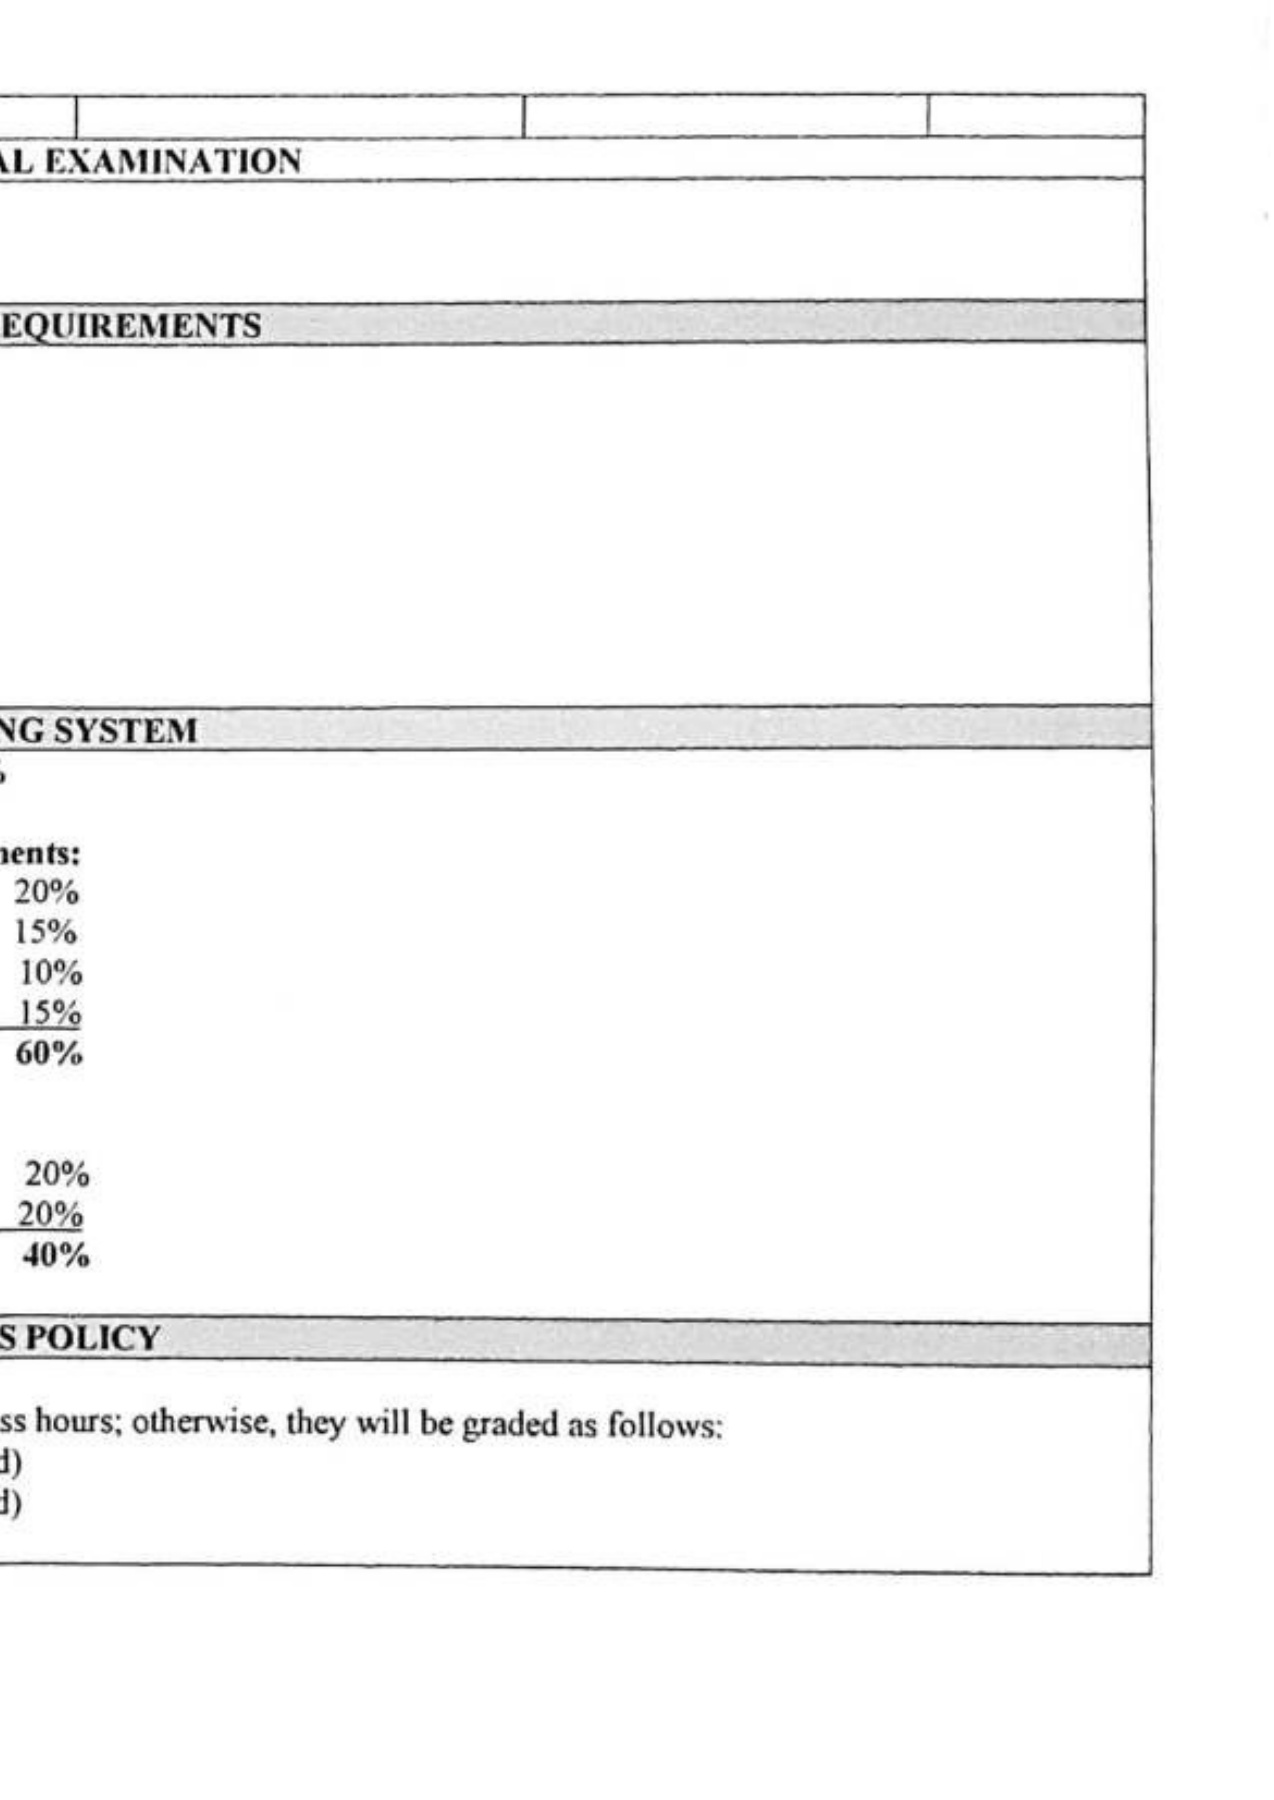 AL EXAMINATION
EQUIREMENTS
NG SYSTEM
%
nents:
20%
15%
10%
15%
60%
20%
20%
40%
S POLICY
ss hours; otherwise, they will be graded as follows:
d)
d)